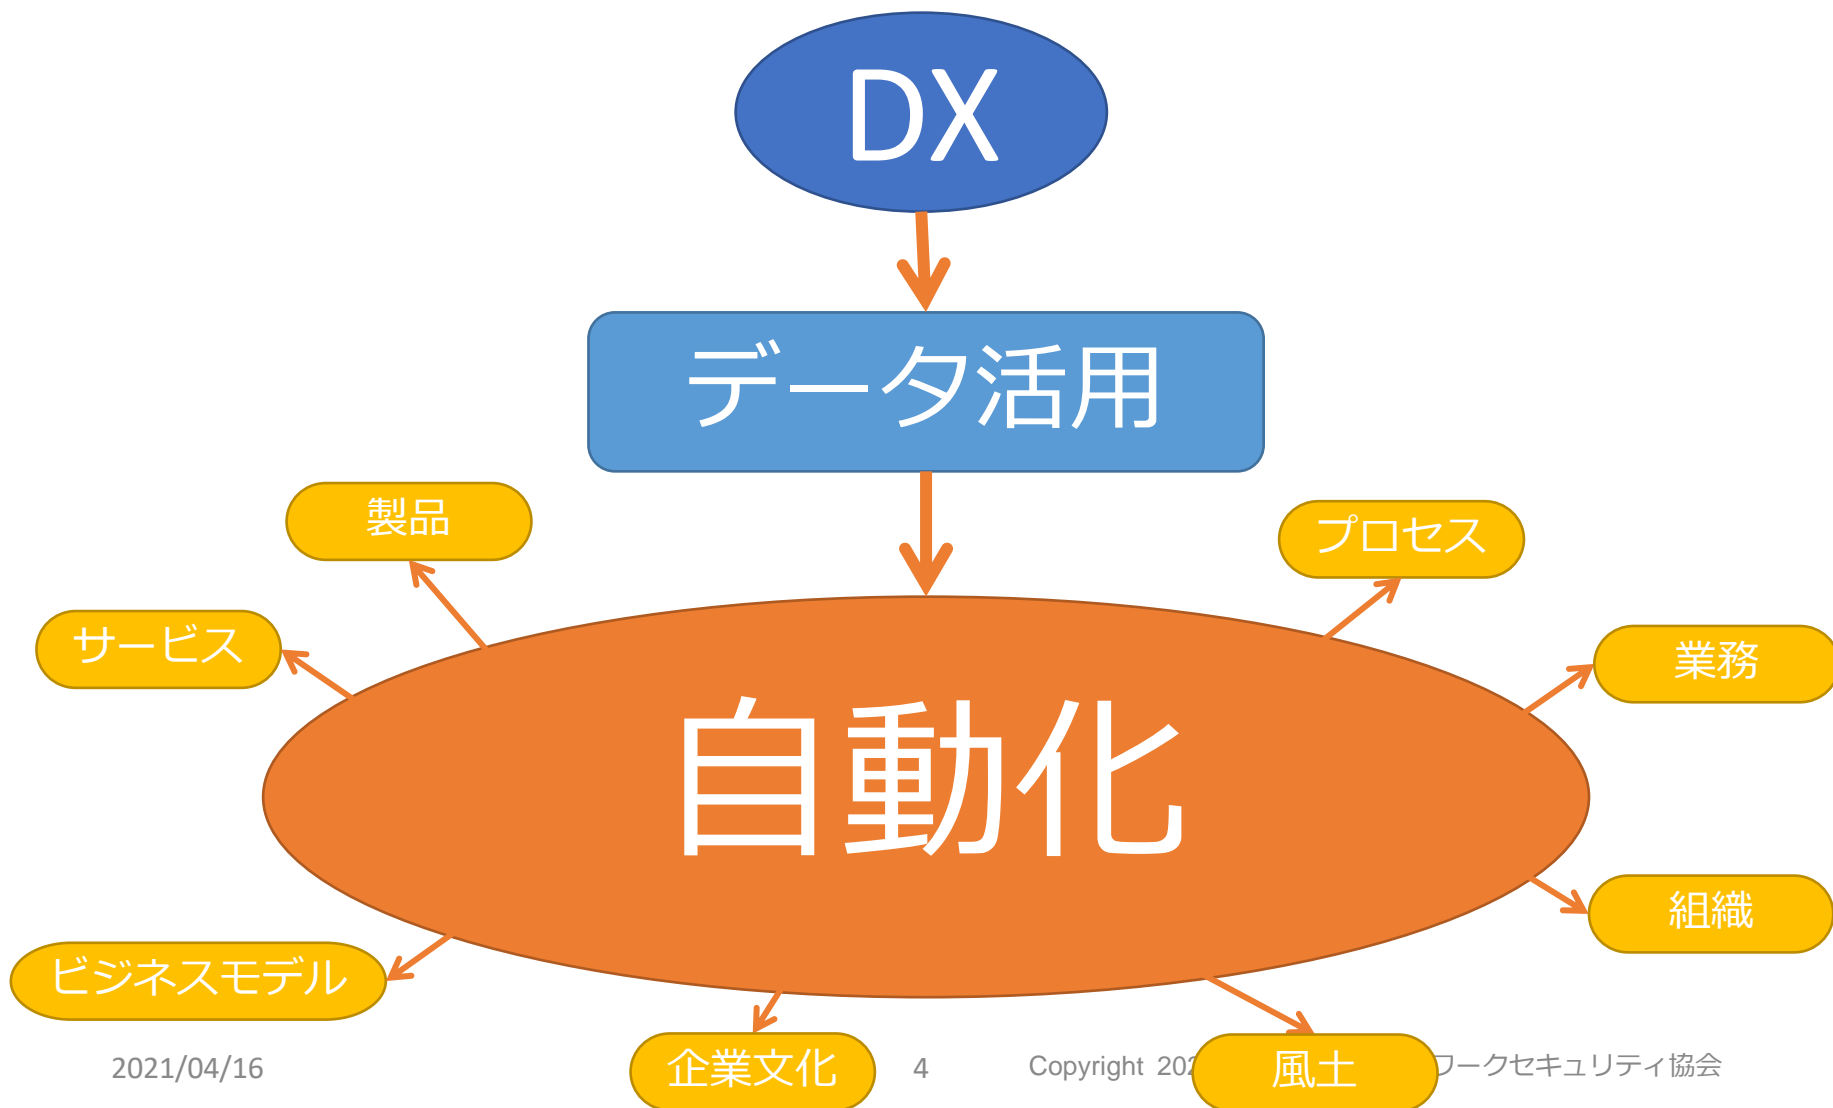 DX
データ活用
製品
プロセス
サービス
業務
自動化
組織
ビジネスモデル
企業文化
風土
2021/04/16
4
Copyright
ワークセキュリティ協会